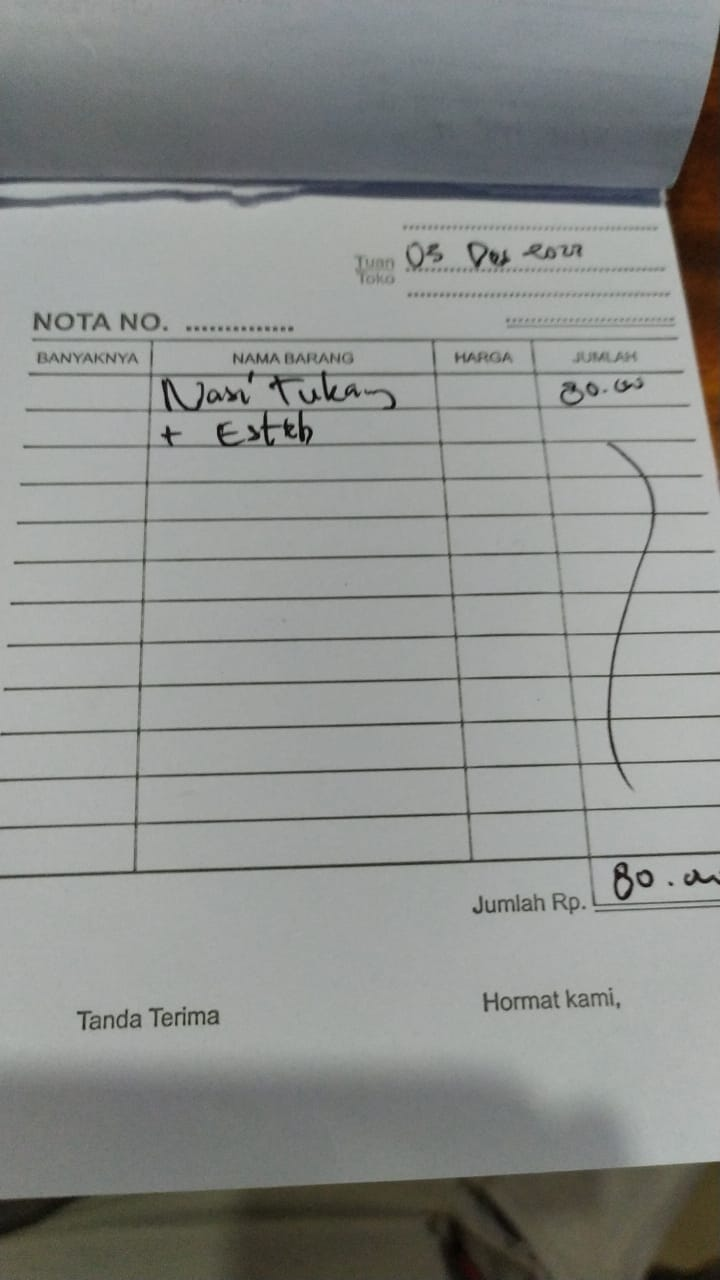 Tuan 03 Des 2022
Toko
NOTA NO. ..............
BANYAKNYA NAMA BARANG HARGA JUMLAH
Nasi Tukang 80.000
+ Esteh
Jumlah Rp. 80.000
Tanda Terima Hormat kami,